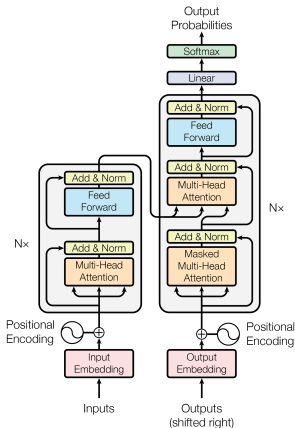 Output
Probabilities
Softmax
Linear
Add & Norm
Feed
Forward
Add & Norm
Multi-Head
Attention
Add & Norm
Masked
Multi-Head
Attention
N×
Add & Norm
Feed
Forward
Add & Norm
Multi-Head
Attention
N×
Positional
Encoding
Positional
Encoding
Input
Embedding
Output
Embedding
Inputs
Outputs
(shifted right)